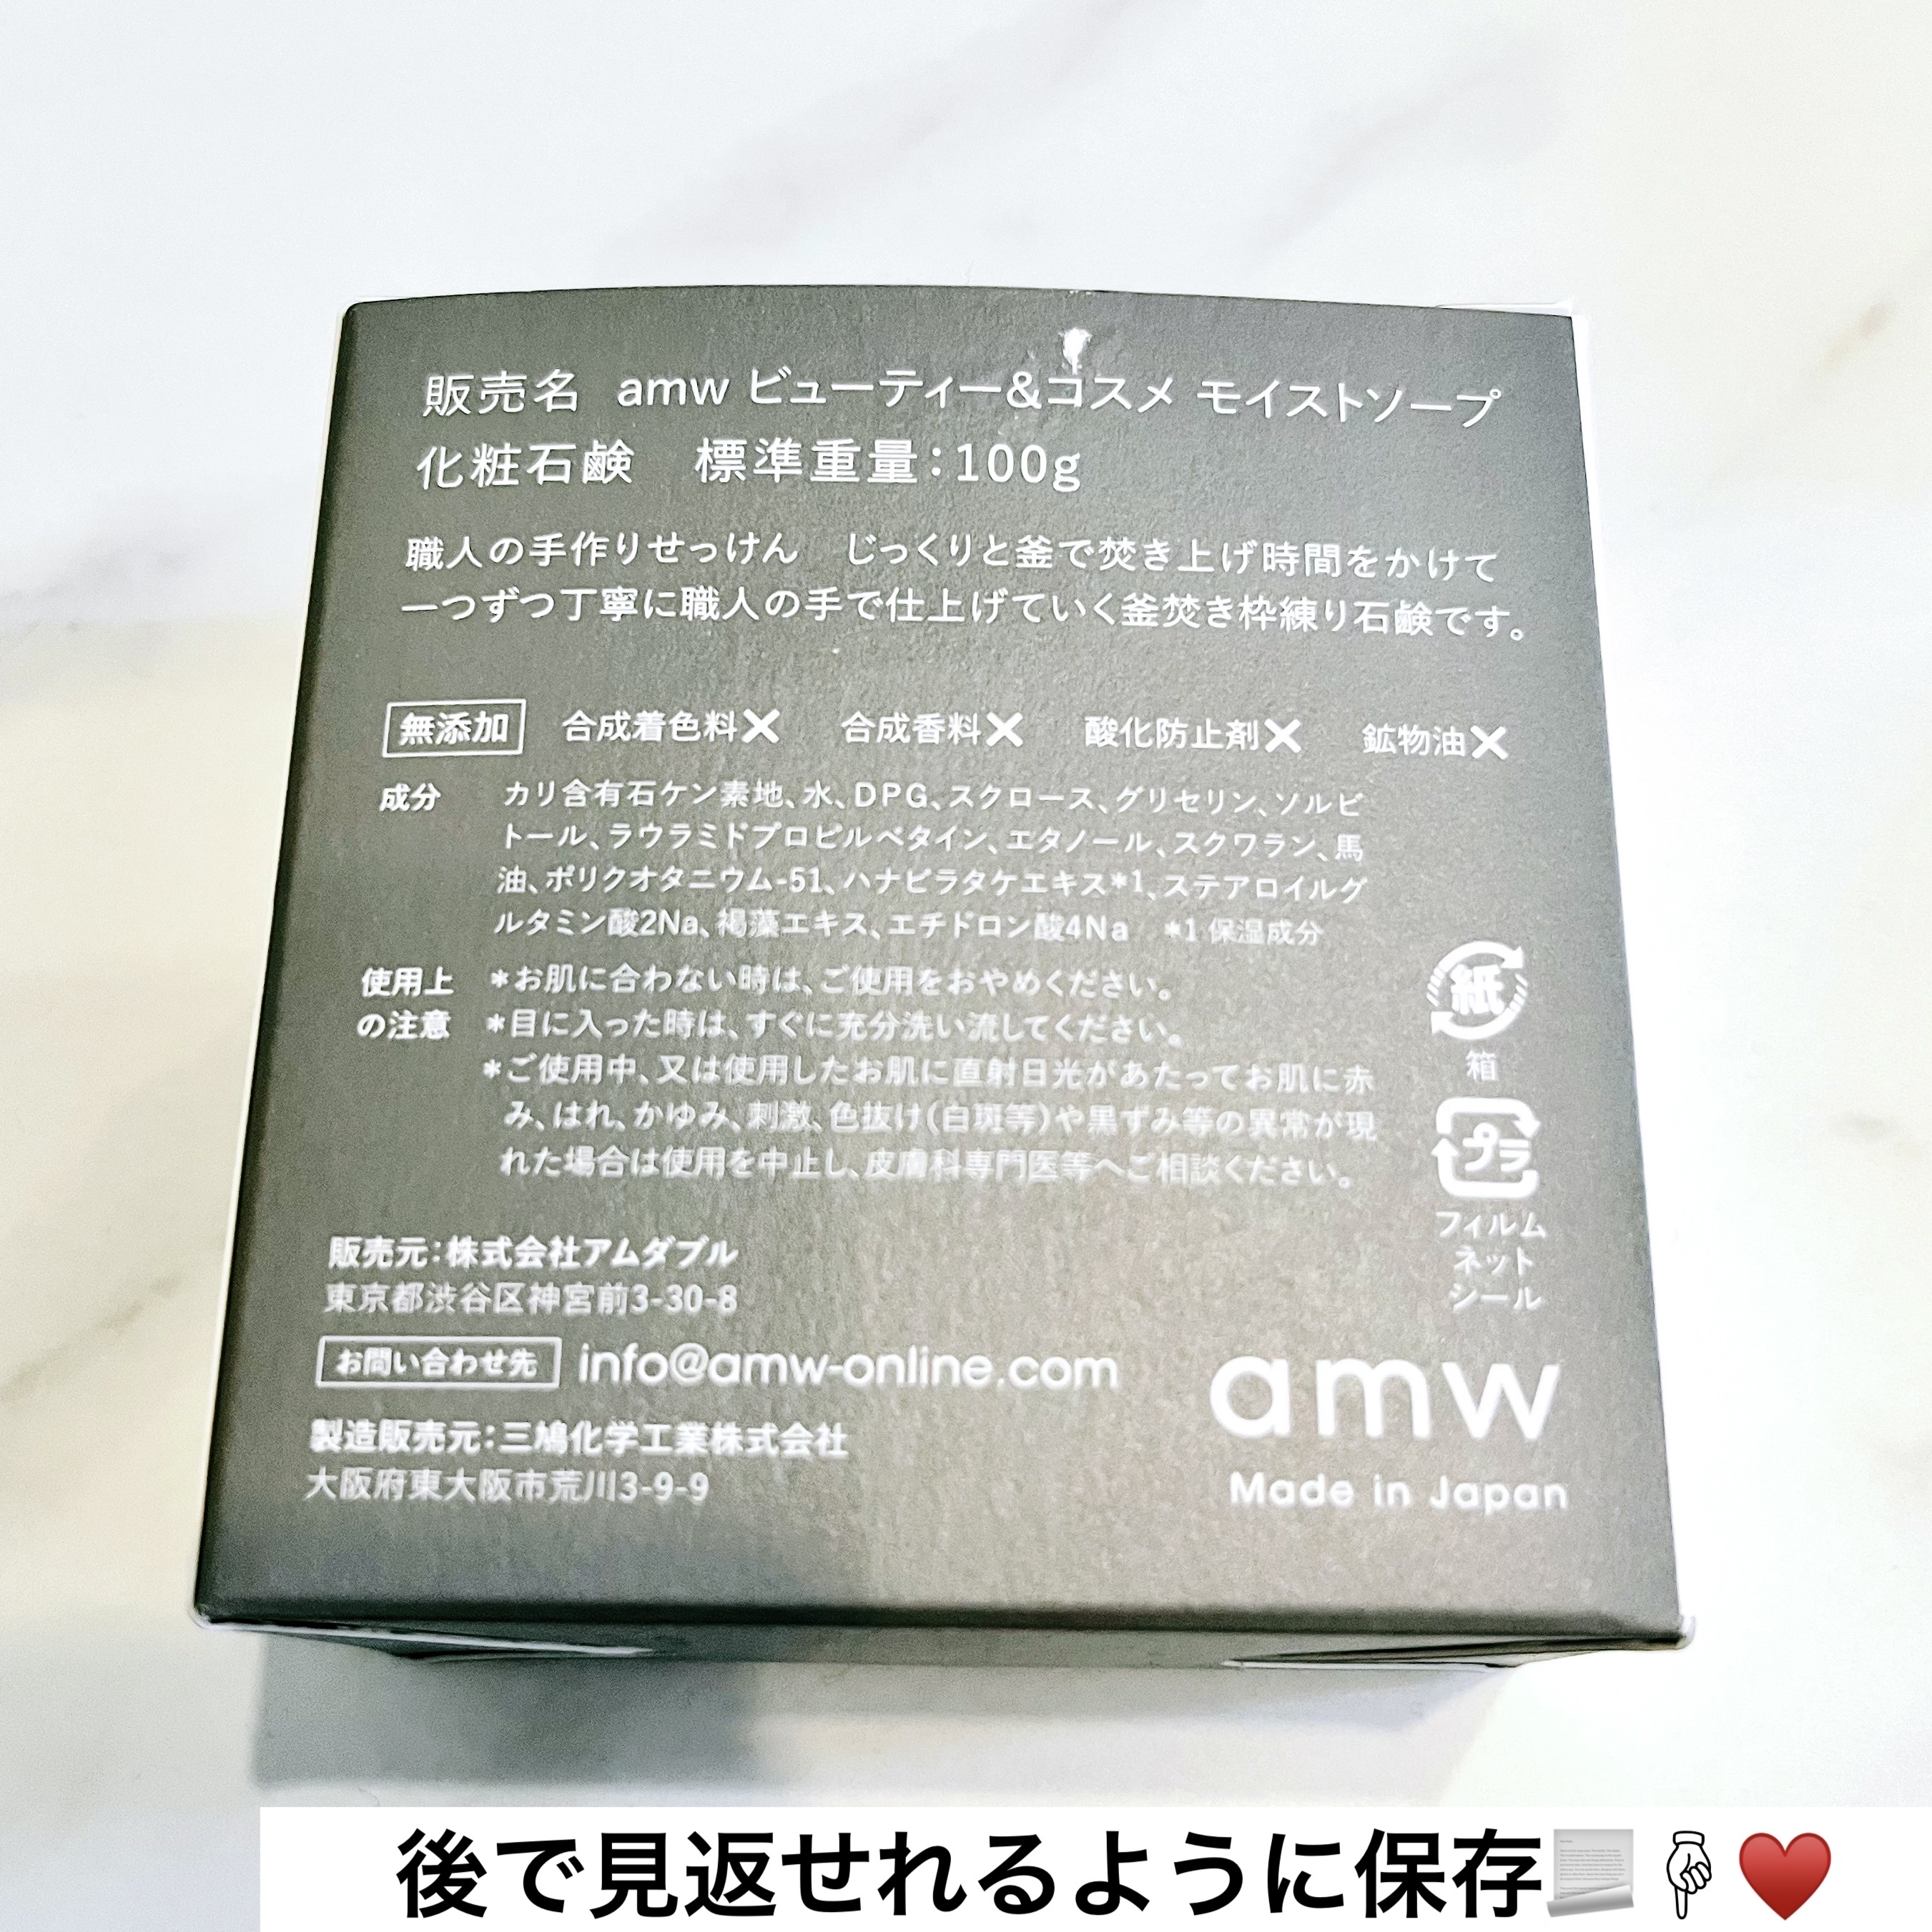 販売名 amw ビューティー&コスメ モイストソープ
化粧石鹸 標準重量:100g
職人の手作りせっけん じっくりと釜で焚き上げ時間をかけて
一つずつ丁寧に職人の手で仕上げていく釜焚き枠練り石鹸です。
無添加 合成着色料✕ 合成香料✕ 酸化防止剤✕ 鉱物油✕
成分 カリ含有石ケン素地、水、DPG、スクロース、グリセリン、ソルビ
トール、ラウラミドプロピルベタイン、エタノール、スクワラン、馬
油、ポリクオタニウム-51、ハナビラタケエキス*1、ステアロイルグ
ルタミン酸2Na、褐藻エキス、エチドロン酸4Na *1 保湿成分
使用上 *お肌に合わない時は、ご使用をおやめください。
の注意 *目に入った時は、すぐに充分洗い流してください。
*ご使用中、又は使用したお肌に直射日光があたってお肌に赤
み、はれ、かゆみ、刺激、色抜け(白斑等)や黒ずみ等の異常が現
れた場合は使用を中止し、皮膚科専門医等へご相談ください。
紙
箱
プラ
フィルム
ネット
シール
販売元:株式会社アムダブル
東京都渋谷区神宮前3-30-8
お問い合わせ先 info@amw-online.com
製造販売元:三鳩化学工業株式会社
大阪府東大阪市荒川3-9-9
amw
Made in Japan
後で見返せれるように保存📃👇♥️